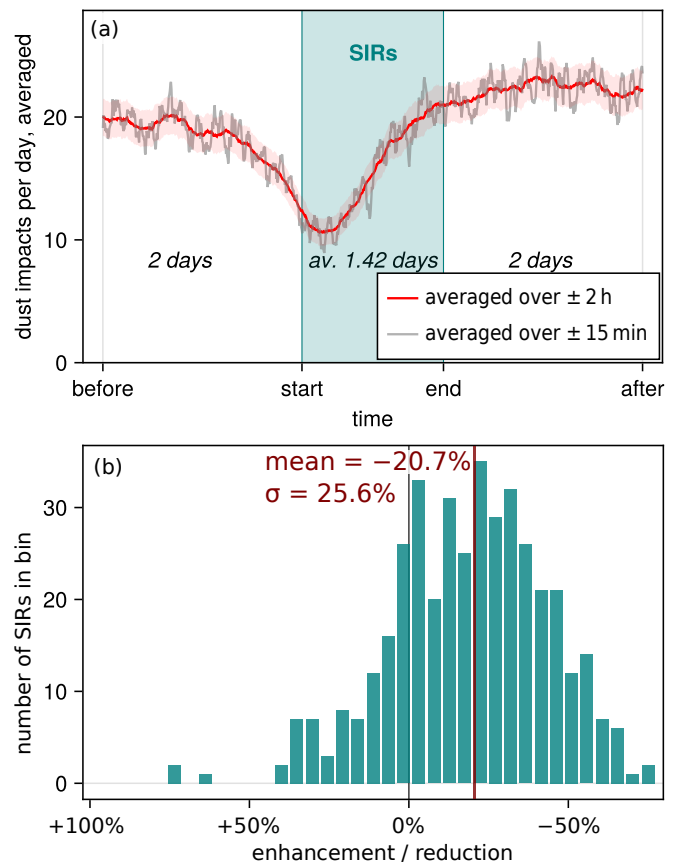 (a)
SIRs
dust impacts per day, averaged
20
10
0
2 days
av. 1.42 days
2 days
averaged over ± 2 h
averaged over ± 15 min
before
start
end
after
time
(b)
mean = −20.7%
σ = 25.6%
number of SIRs in bin
30
20
10
0
+100%
+50%
0%
−50%
enhancement / reduction